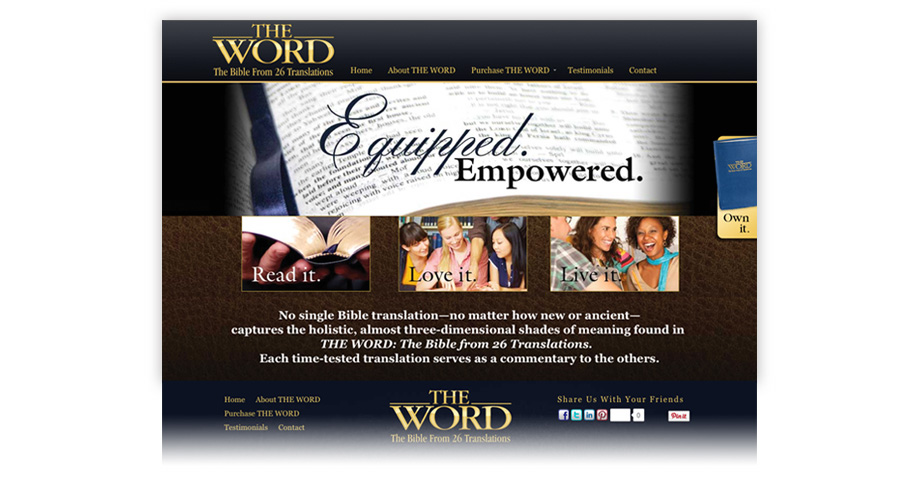 THE
WORD
The Bible From 26 Translations
Home About THE WORD Purchase THE WORD Testimonials Contact
Equipped.
Empowered.
THE
WORD
Own
it.
Read it. Love it. Live it.
No single Bible translation—no matter how new or ancient—
captures the holistic, almost three-dimensional shades of meaning found in
THE WORD: The Bible from 26 Translations.
Each time-tested translation serves as a commentary to the others.
Home About THE WORD
Purchase THE WORD
Testimonials Contact
THE
WORD
The Bible From 26 Translations
Share Us With Your Friends
0
Pin it